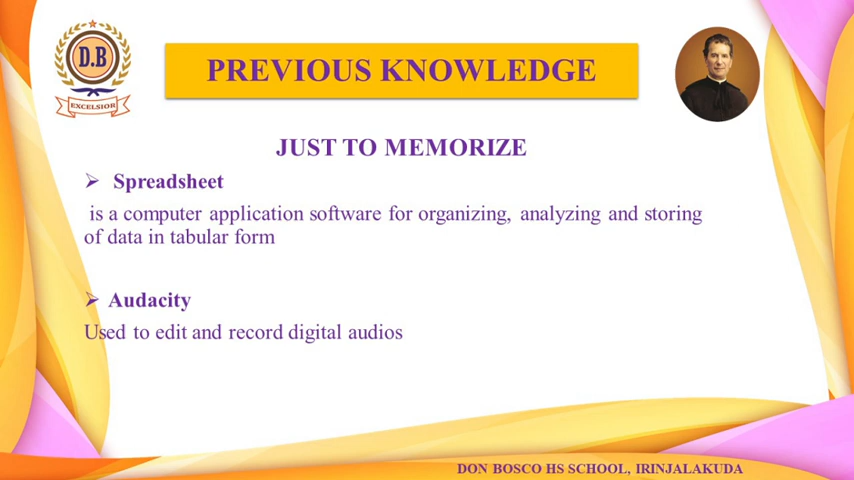 D.B
EXCELSIOR
PREVIOUS KNOWLEDGE
JUST TO MEMORIZE
➢ Spreadsheet
is a computer application software for organizing, analyzing and storing
of data in tabular form
➢ Audacity
Used to edit and record digital audios
DON BOSCO HS SCHOOL, IRINJALAKUDA